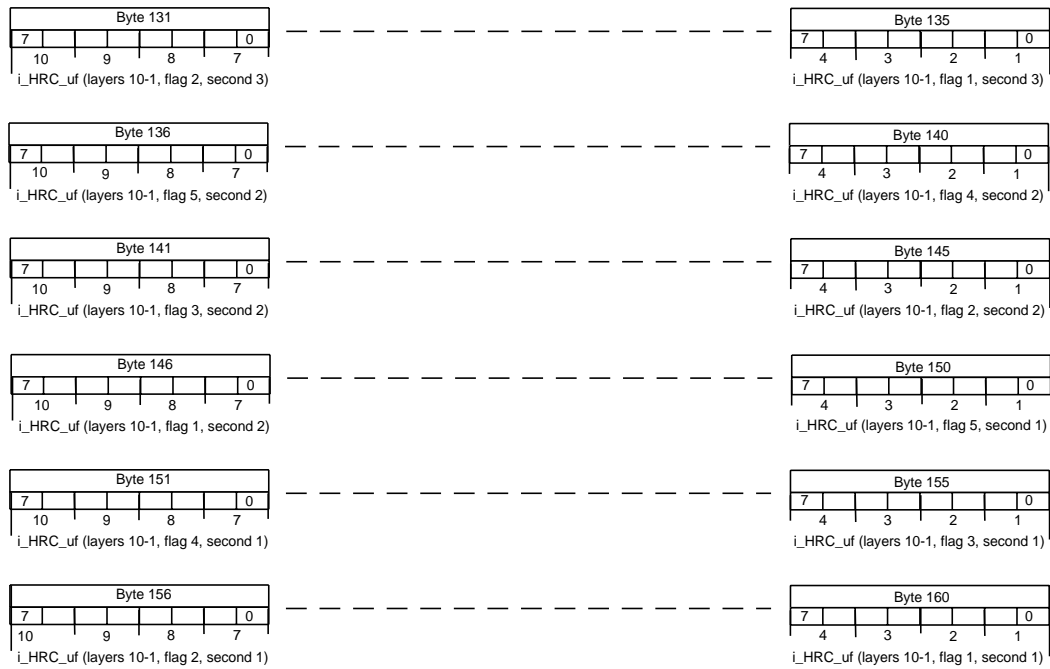 Byte 131 Byte 135
7 0 7 0
10 9 8 7 4 3 2 1
i_HRC_uf (layers 10-1, flag 2, second 3) i_HRC_uf (layers 10-1, flag 1, second 3)
Byte 136 Byte 140
7 0 7 0
10 9 8 7 4 3 2 1
i_HRC_uf (layers 10-1, flag 5, second 2) i_HRC_uf (layers 10-1, flag 4, second 2)
Byte 141 Byte 145
7 0 7 0
10 9 8 7 4 3 2 1
i_HRC_uf (layers 10-1, flag 3, second 2) i_HRC_uf (layers 10-1, flag 2, second 2)
Byte 146 Byte 150
7 0 7 0
10 9 8 7 4 3 2 1
i_HRC_uf (layers 10-1, flag 1, second 2) i_HRC_uf (layers 10-1, flag 5, second 1)
Byte 151 Byte 155
7 0 7 0
10 9 8 7 4 3 2 1
i_HRC_uf (layers 10-1, flag 4, second 1) i_HRC_uf (layers 10-1, flag 3, second 1)
Byte 156 Byte 160
7 0 7 0
10 9 8 7 4 3 2 1
i_HRC_uf (layers 10-1, flag 2, second 1) i_HRC_uf (layers 10-1, flag 1, second 1)